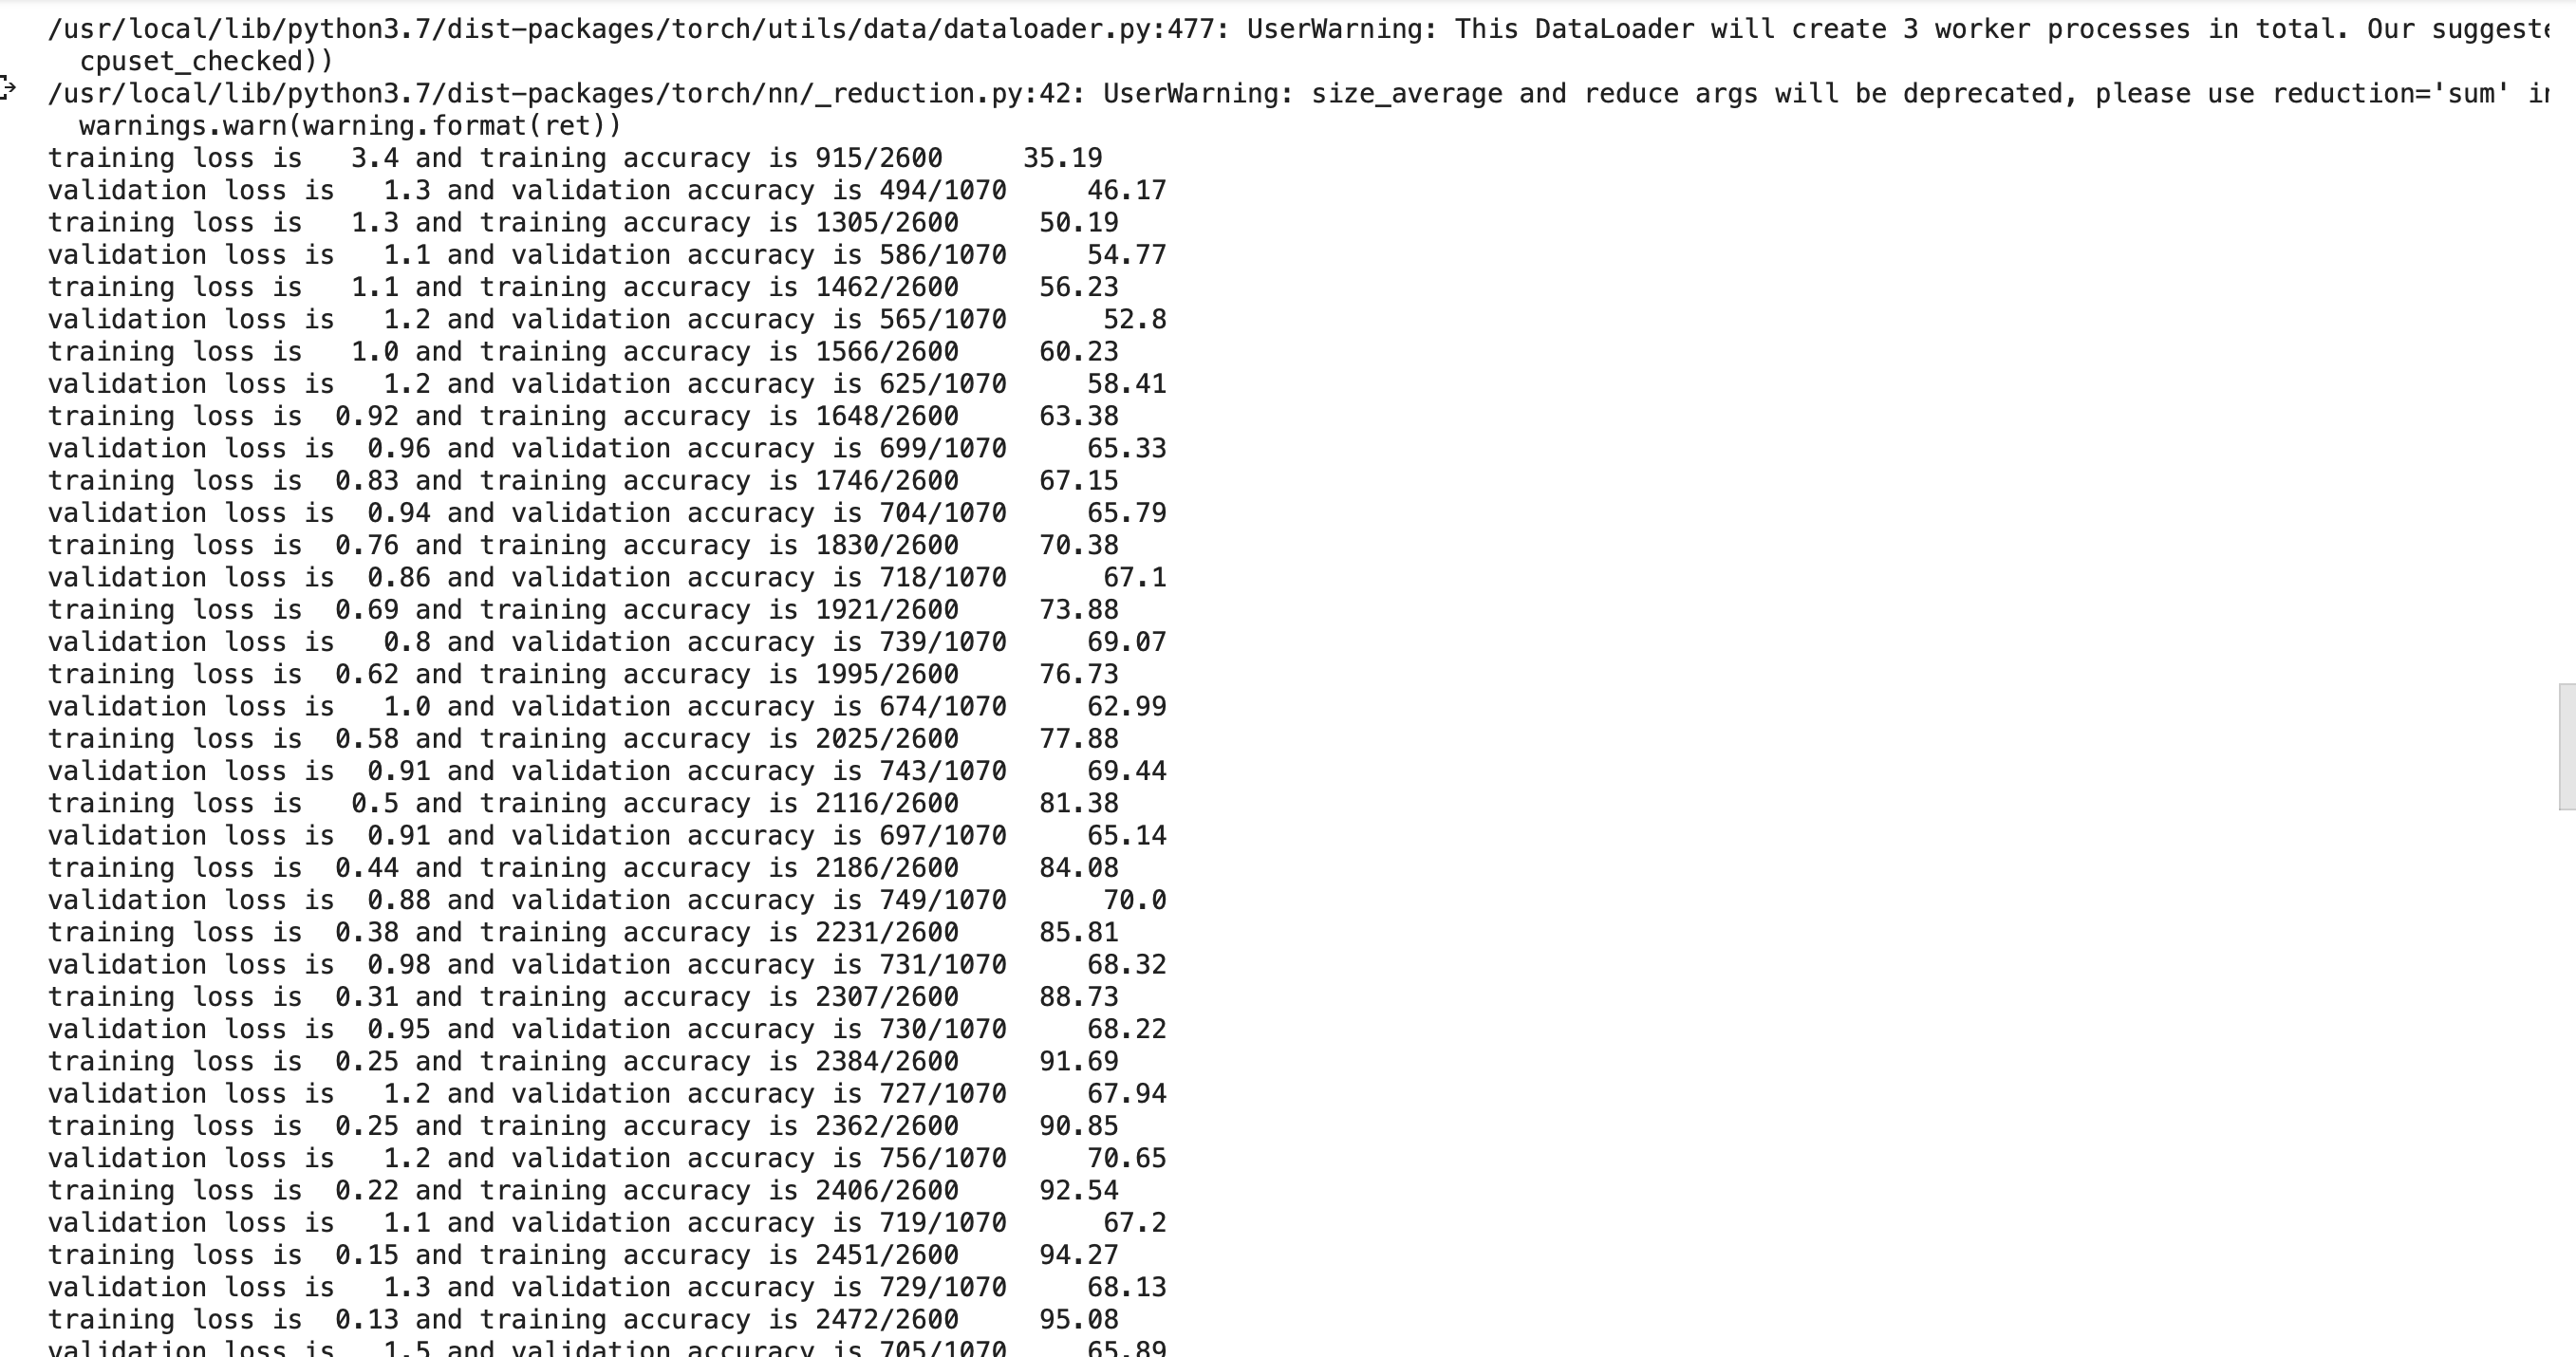 /usr/local/lib/python3.7/dist-packages/torch/utils/data/dataloader.py:477: UserWarning: This DataLoader will create 3 worker processes in total. Our
cpuset_checked))
/usr/local/lib/python3.7/dist-packages/torch/nn/_reduction.py:42: UserWarning: size_average and reduce args will be deprecated, please use reduction='sum'
warnings.warn(warning.format(ret))
training loss is 3.4 and training accuracy is 915/2600 35.19
validation loss is 1.3 and validation accuracy is 494/1070 46.17
training loss is 1.3 and training accuracy is 1305/2600 50.19
validation loss is 1.1 and validation accuracy is 586/1070 54.77
training loss is 1.1 and training accuracy is 1462/2600 56.23
validation loss is 1.2 and validation accuracy is 565/1070 52.8
training loss is 1.0 and training accuracy is 1566/2600 60.23
validation loss is 1.2 and validation accuracy is 625/1070 58.41
training loss is 0.92 and training accuracy is 1648/2600 63.38
validation loss is 0.96 and validation accuracy is 699/1070 65.33
training loss is 0.83 and training accuracy is 1746/2600 67.15
validation loss is 0.94 and validation accuracy is 704/1070 65.79
training loss is 0.76 and training accuracy is 1830/2600 70.38
validation loss is 0.86 and validation accuracy is 718/1070 67.1
training loss is 0.69 and training accuracy is 1921/2600 73.88
validation loss is 0.8 and validation accuracy is 739/1070 69.07
training loss is 0.62 and training accuracy is 1995/2600 76.73
validation loss is 1.0 and validation accuracy is 674/1070 62.99
training loss is 0.58 and training accuracy is 2025/2600 77.88
validation loss is 0.91 and validation accuracy is 743/1070 69.44
training loss is 0.5 and training accuracy is 2116/2600 81.38
validation loss is 0.91 and validation accuracy is 697/1070 65.14
training loss is 0.44 and training accuracy is 2186/2600 84.08
validation loss is 0.88 and validation accuracy is 749/1070 70.0
training loss is 0.38 and training accuracy is 2231/2600 85.81
validation loss is 0.98 and validation accuracy is 731/1070 68.32
training loss is 0.31 and training accuracy is 2307/2600 88.73
validation loss is 0.95 and validation accuracy is 730/1070 68.22
training loss is 0.25 and training accuracy is 2384/2600 91.69
validation loss is 1.2 and validation accuracy is 727/1070 67.94
training loss is 0.25 and training accuracy is 2362/2600 90.85
validation loss is 1.2 and validation accuracy is 756/1070 70.65
training loss is 0.22 and training accuracy is 2406/2600 92.54
validation loss is 1.1 and validation accuracy is 719/1070 67.2
training loss is 0.15 and training accuracy is 2451/2600 94.27
validation loss is 1.3 and validation accuracy is 729/1070 68.13
training loss is 0.13 and training accuracy is 2472/2600 95.08
validation loss is 1.5 and validation accuracy is 705/1070 65.89